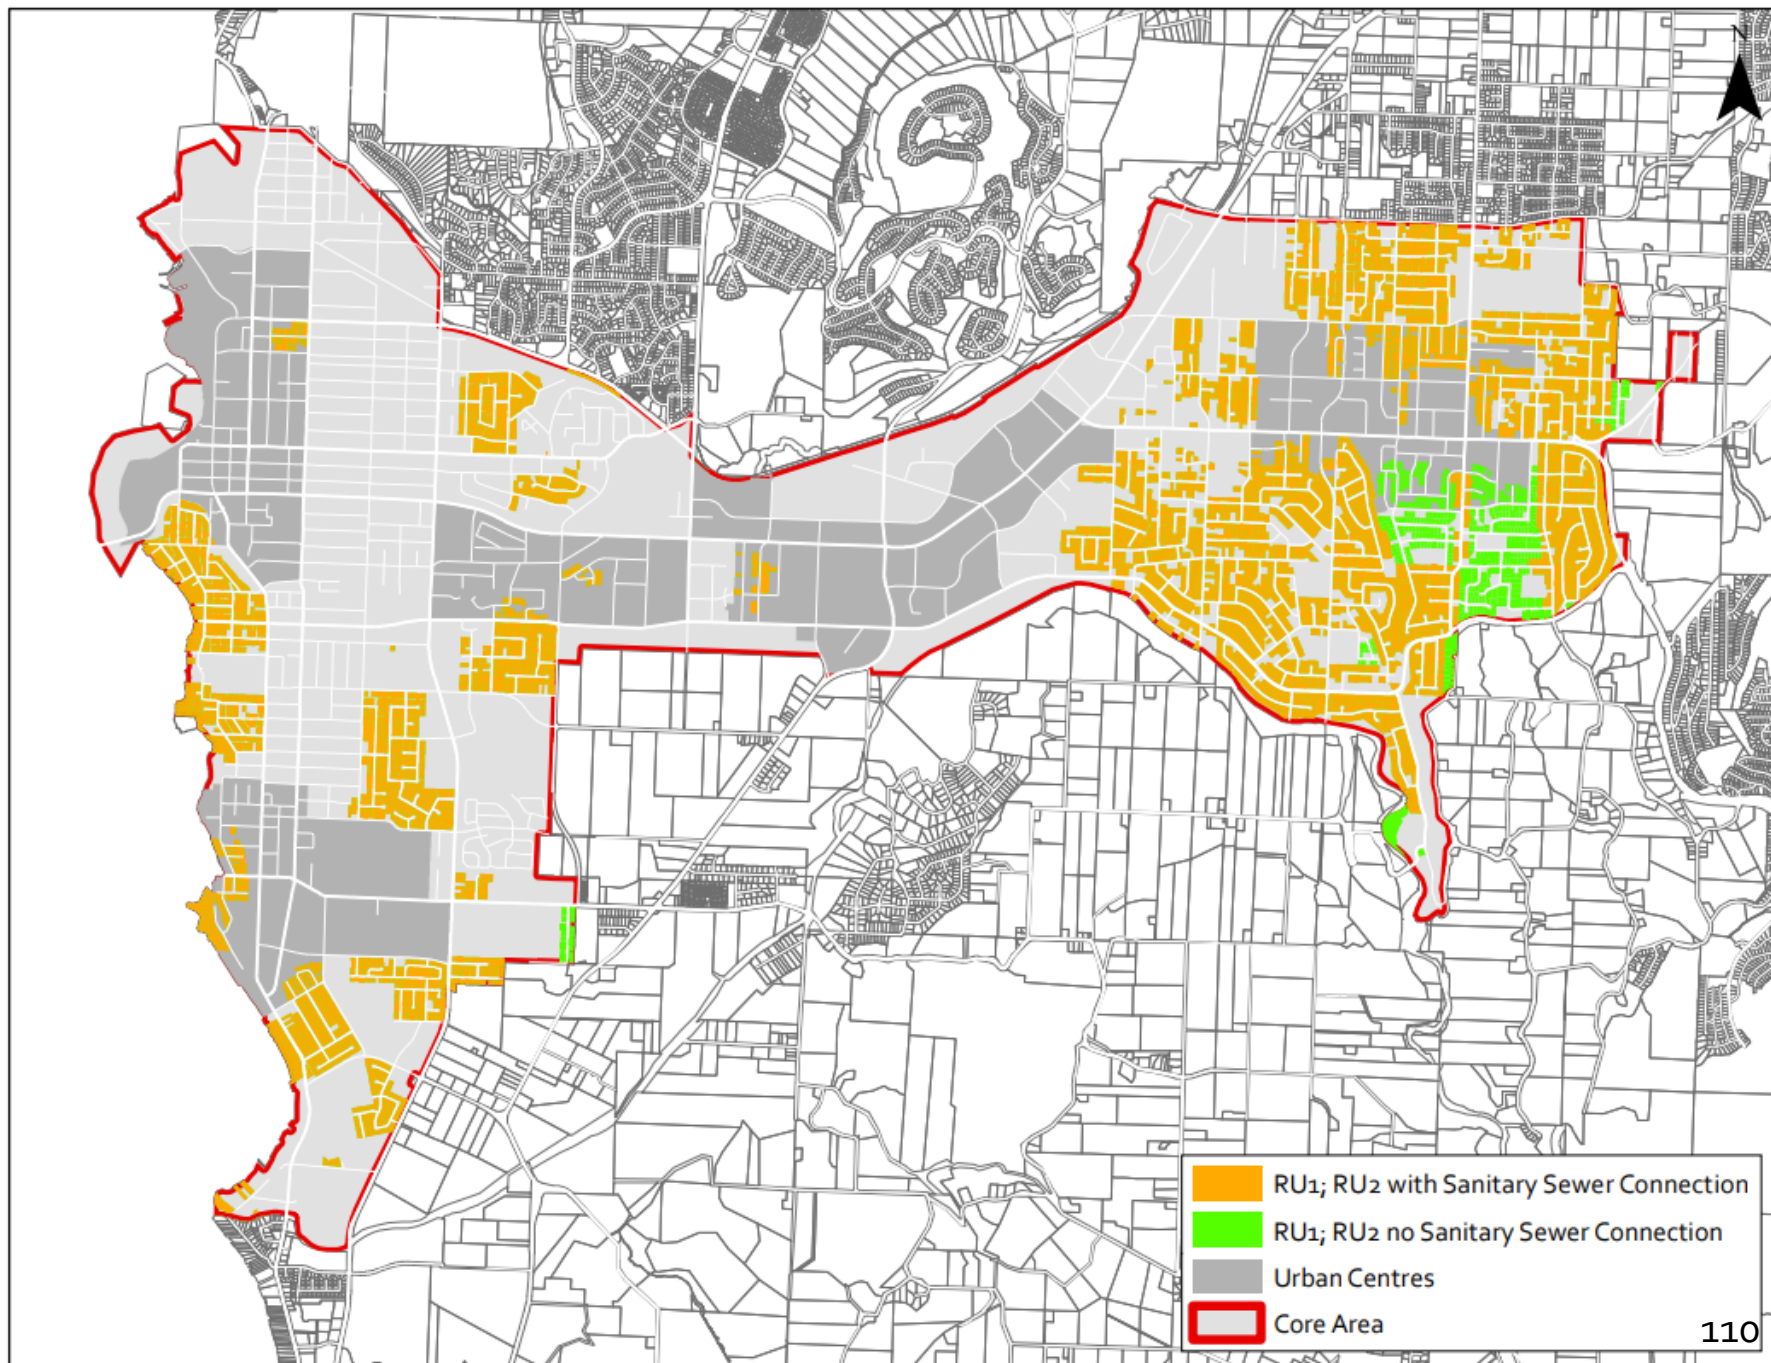 N
RU1; RU2 with Sanitary Sewer Connection
RU1; RU2 no Sanitary Sewer Connection
Urban Centres
Core Area
110